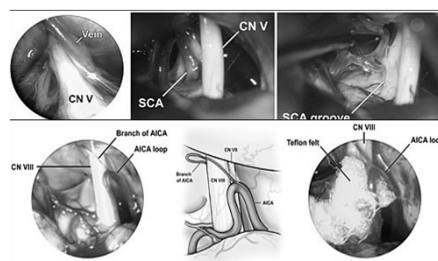 Vein
CN V
CN V
SCA
SCA groove
Branch of AICA
CN VIII
AICA loop
Branch
of AICA
CN VII
CN VIII
AICA
CN VIII
Teflon felt
AICA loo